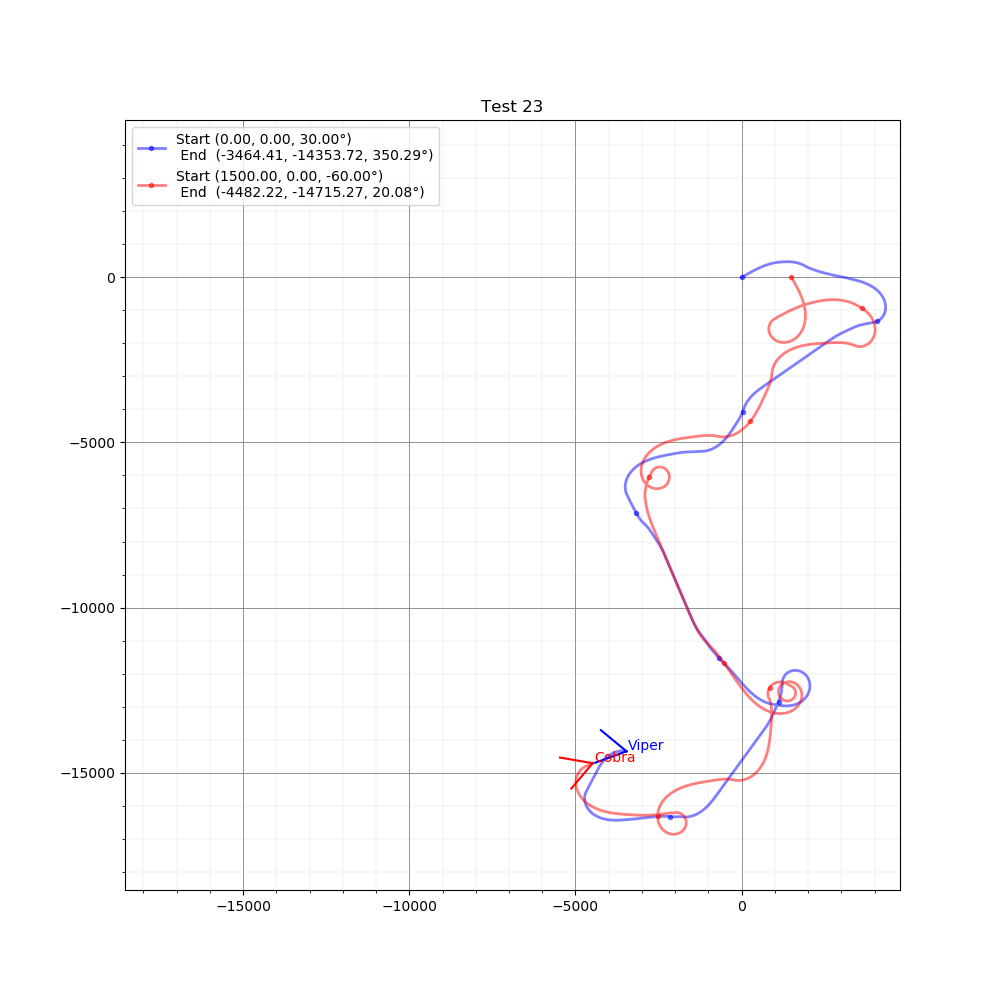 Test 23
Start (0.00, 0.00, 30.00°)
End (-3464.41, -14353.72, 350.29°)
Start (1500.00, 0.00, -60.00°)
End (-4482.22, -14715.27, 20.08°)
0
−5000
−10000
−15000
Viper
Cobra
−15000
−10000
−5000
0